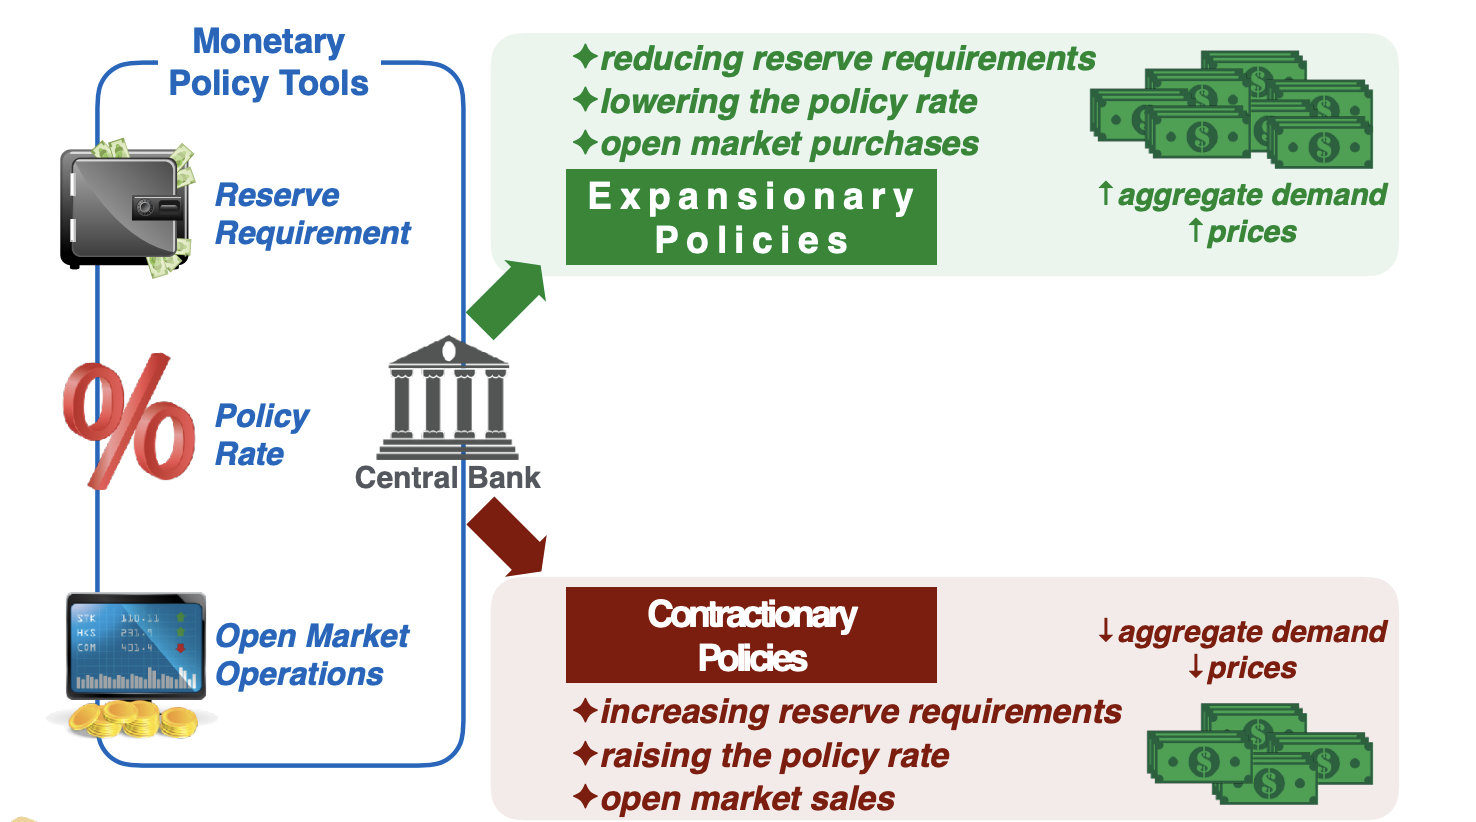 Monetary
Policy Tools
Reserve
Requirement
Policy
Rate
STK 110.11
HKS 231.9
COM 401.4
Open Market
Operations
Central Bank
✦reducing reserve requirements
✦lowering the policy rate
✦open market purchases
Expansionary
Policies
↑aggregate demand
↑prices
Contractionary
Policies
✦increasing reserve requirements
✦raising the policy rate
✦open market sales
↓aggregate demand
↓prices